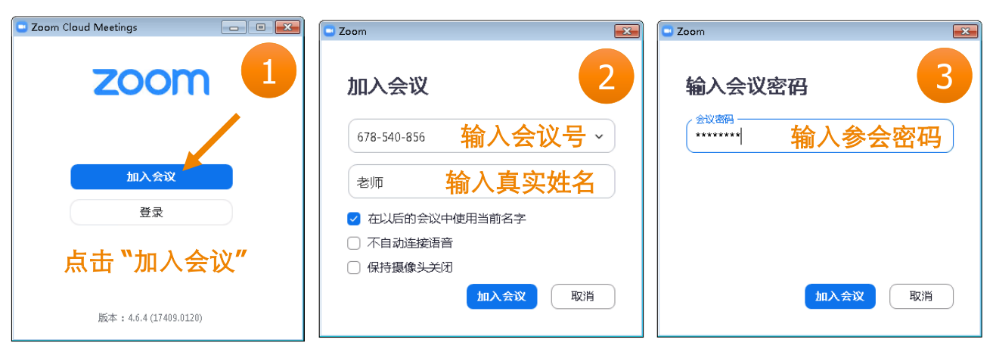 Zoom Cloud Meetings
1
zoom
加入会议
登录
点击“加入会议”
版本：4.6.4 (17409.0120)
Zoom
2
加入会议
678-540-856 输入会议号
老师 输入真实姓名
在以后的会议中使用当前名字
不自动连接语音
保持摄像头关闭
加入会议 取消
Zoom
3
输入会议密码
会议密码
******** 输入参会密码
加入会议 取消